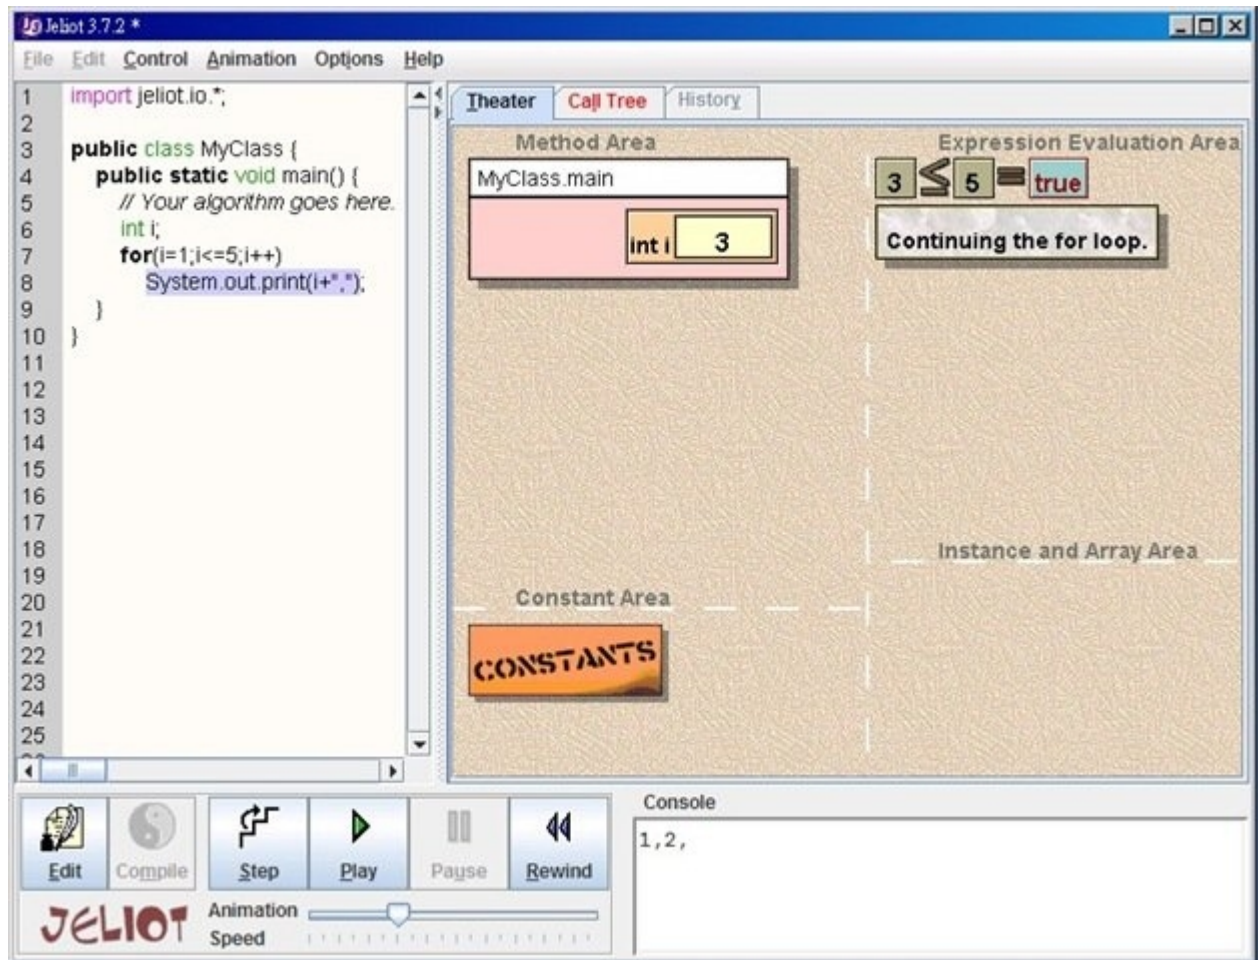 Jeliot 3.7.2 *
File Edit Control Animation Options Help
1 import jeliot.io.*;
2
3 public class MyClass {
4 public static void main() {
5 // Your algorithm goes here.
6 int i;
7 for(i=1;i<=5;i++)
8 System.out.print(i+",");
9 }
10 }
11
12
13
14
15
16
17
18
19
20
21
22
23
24
25
Theater Call Tree History
Method Area
MyClass.main
int i 3
Expression Evaluation Area
3 ≤ 5 = true
Continuing the for loop.
Instance and Array Area
Constant Area
CONSTANTS
Edit Compile Step Play Pause Rewind
JELIOT
Animation
Speed
Console
1,2,